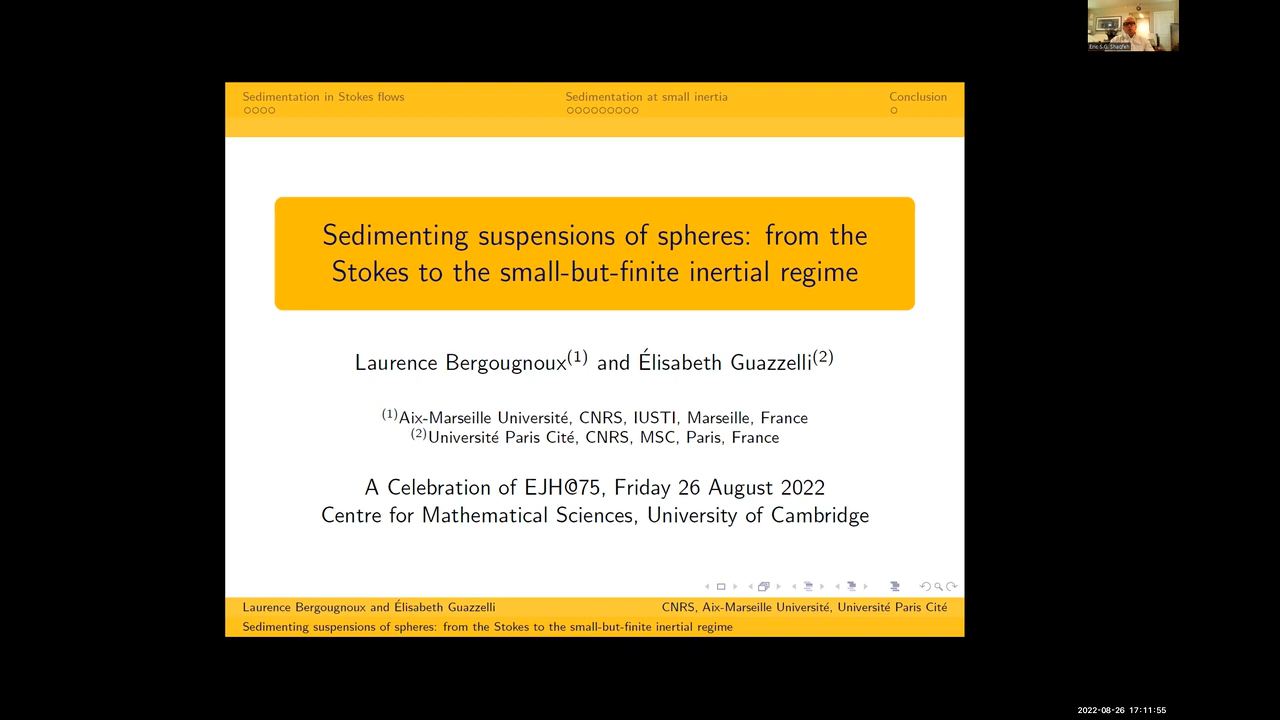 Eric S.G. Shaqfeh
Sedimentation in Stokes flows
Sedimentation at small inertia
Conclusion
Sedimenting suspensions of spheres: from the
Stokes to the small-but-finite inertial regime
Laurence Bergougnoux(1) and Élisabeth Guazzelli(2)
(1)Aix-Marseille Université, CNRS, IUSTI, Marseille, France
(2)Université Paris Cité, CNRS, MSC, Paris, France
A Celebration of EJH@75, Friday 26 August 2022
Centre for Mathematical Sciences, University of Cambridge
Laurence Bergougnoux and Élisabeth Guazzelli
CNRS, Aix-Marseille Université, Université Paris Cité
Sedimenting suspensions of spheres: from the Stokes to the small-but-finite inertial regime
2022-08-26 17:11:55